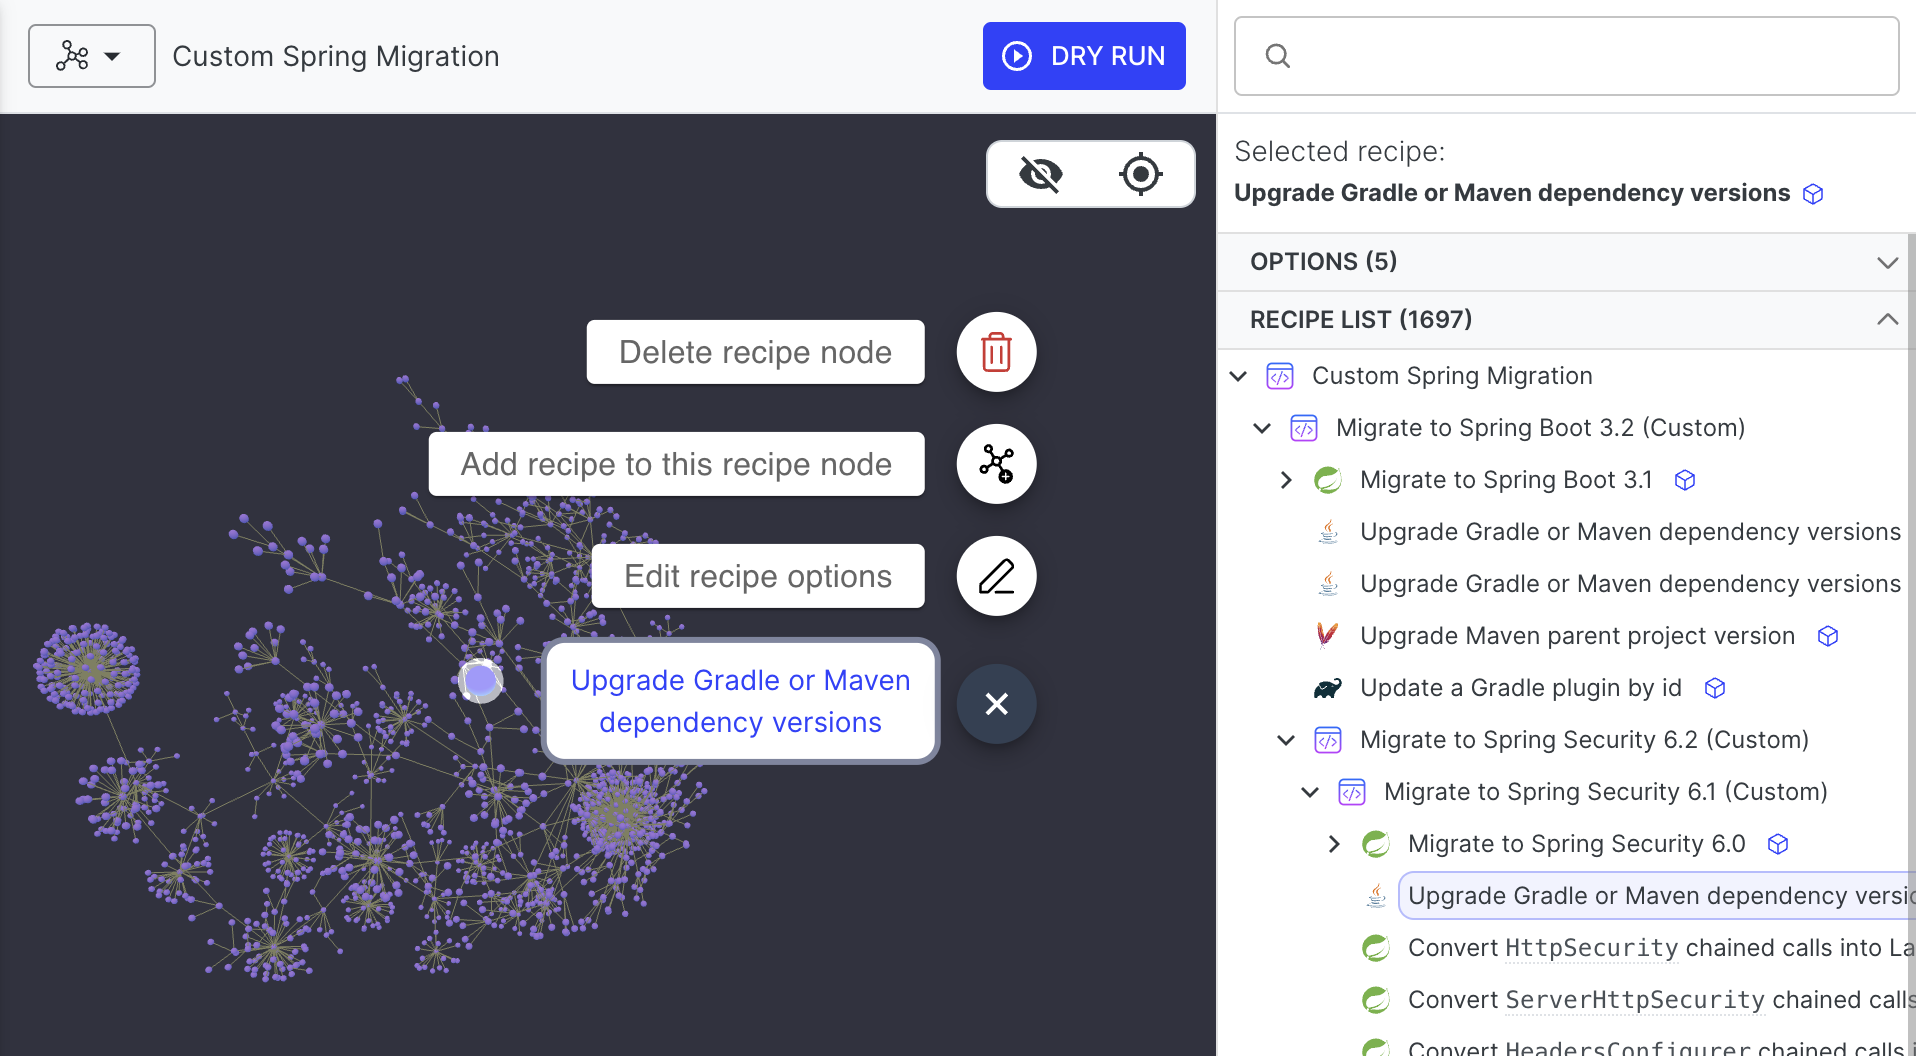 Custom Spring Migration
DRY RUN
Delete recipe node
Add recipe to this recipe node
Edit recipe options
Upgrade Gradle or Maven
dependency versions
Selected recipe:
Upgrade Gradle or Maven dependency versions
OPTIONS (5)
RECIPE LIST (1697)
Custom Spring Migration
Migrate to Spring Boot 3.2 (Custom)
Migrate to Spring Boot 3.1
Upgrade Gradle or Maven dependency versions
Upgrade Gradle or Maven dependency versions
Upgrade Maven parent project version
Update a Gradle plugin by id
Migrate to Spring Security 6.2 (Custom)
Migrate to Spring Security 6.1 (Custom)
Migrate to Spring Security 6.0
Upgrade Gradle or Maven dependency versio
Convert HttpSecurity chained calls into La
Convert ServerHttpSecurity chained calls
Convert HeadersConfigurer chained calls i